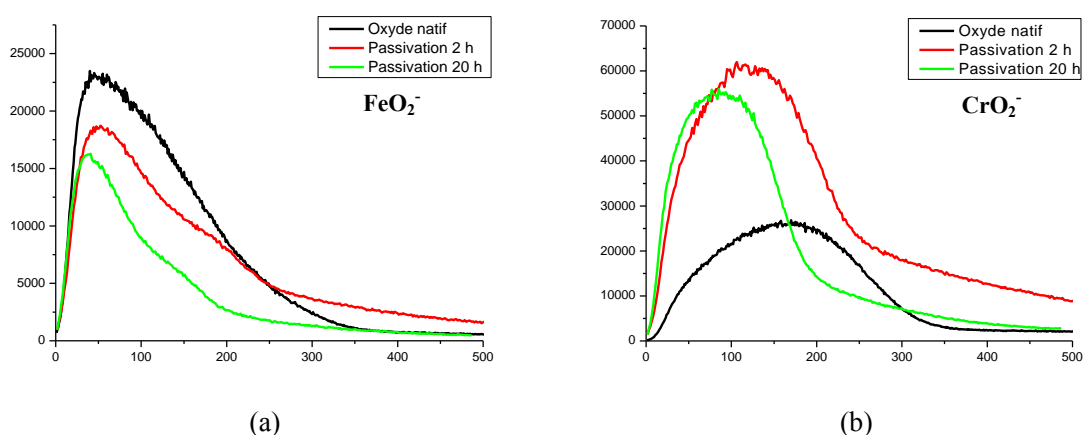 Oxyde natif
Passivation 2 h
Passivation 20 h
FeO₂⁻
25000
20000
15000
10000
5000
0
0 100 200 300 400 500
(a)
Oxyde natif
Passivation 2 h
Passivation 20 h
CrO₂⁻
70000
60000
50000
40000
30000
20000
10000
0
0 100 200 300 400 500
(b)